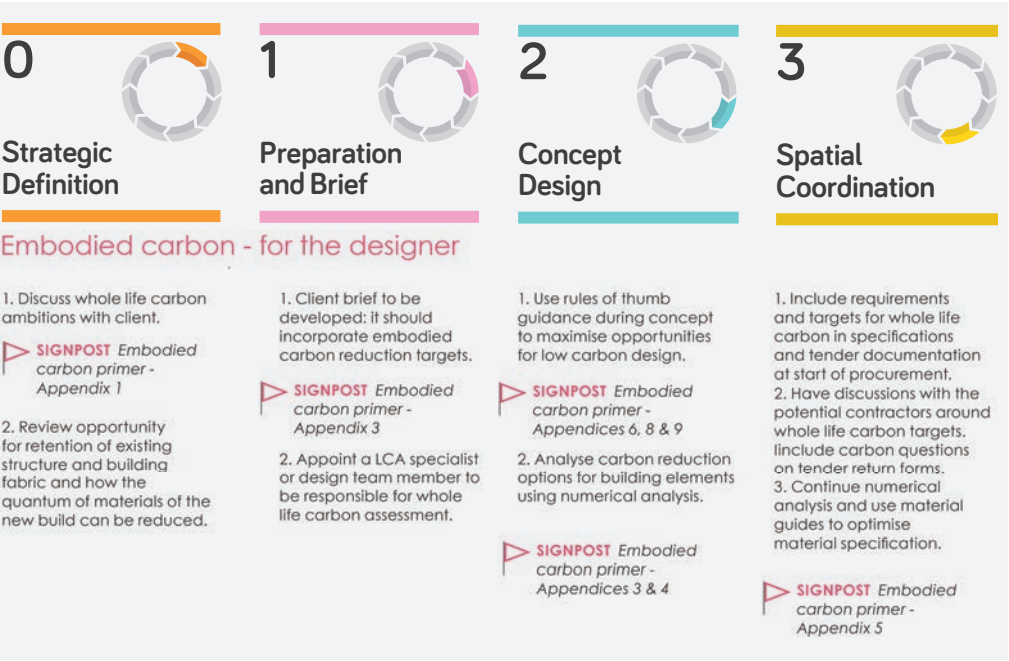 0
Strategic
Definition
1
Preparation
and Brief
2
Concept
Design
3
Spatial
Coordination
Embodied carbon - for the designer
1. Discuss whole life carbon
ambitions with client.
SIGNPOST Embodied
carbon primer -
Appendix 1
2. Review opportunity
for retention of existing
structure and building
fabric and how the
quantum of materials of the
new build can be reduced.
1. Client brief to be
developed: it should
incorporate embodied
carbon reduction targets.
SIGNPOST Embodied
carbon primer -
Appendix 3
2. Appoint a LCA specialist
or design team member to
be responsible for whole
life carbon assessment.
1. Use rules of thumb
guidance during concept
to maximise opportunities
for low carbon design.
SIGNPOST Embodied
carbon primer -
Appendices 6, 8 & 9
2. Analyse carbon reduction
options for building elements
using numerical analysis.
SIGNPOST Embodied
carbon primer -
Appendices 3 & 4
1. Include requirements
and targets for whole life
carbon in specifications
and tender documentation
at start of procurement.
2. Have discussions with the
potential contractors around
whole life carbon targets.
Iinclude carbon questions
on tender return forms.
3. Continue numerical
analysis and use material
guides to optimise
material specification.
SIGNPOST Embodied
carbon primer -
Appendix 5